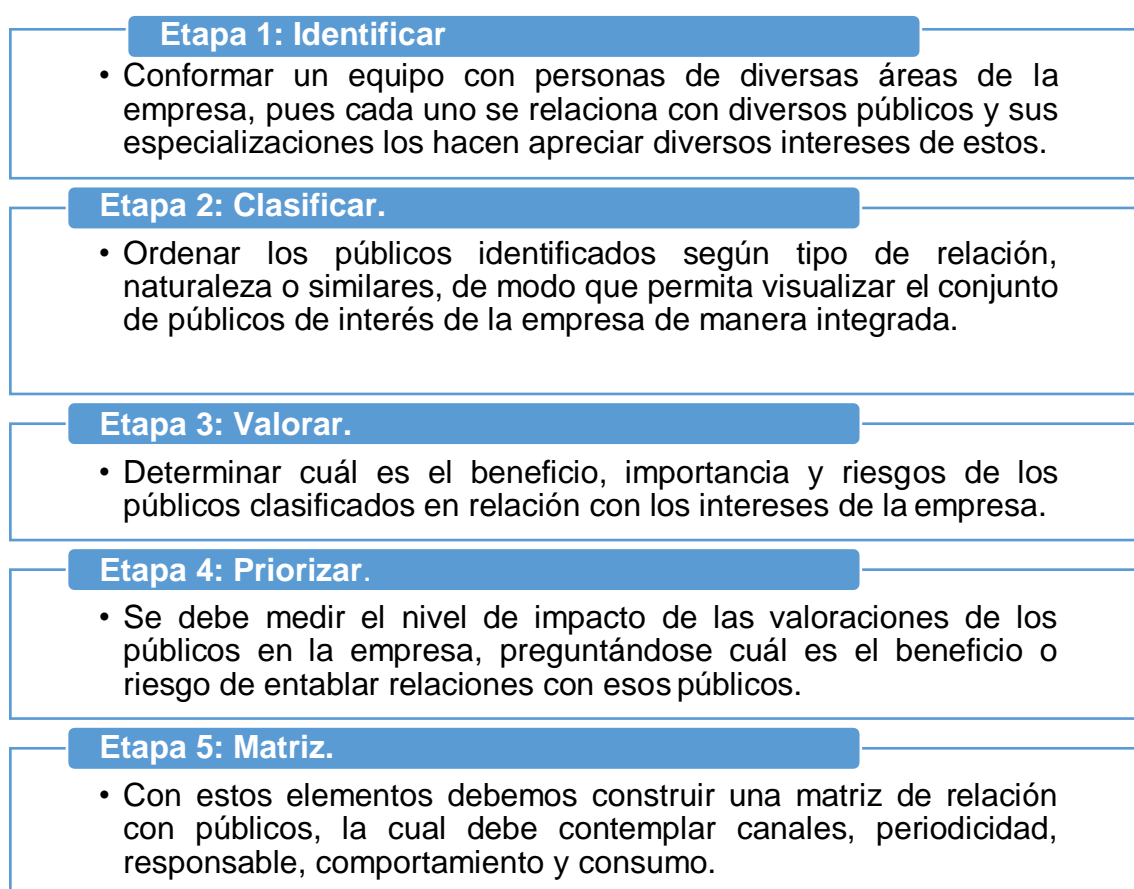 Etapa 1: Identificar
• Conformar un equipo con personas de diversas áreas de la
empresa, pues cada uno se relaciona con diversos públicos y sus
especializaciones los hacen apreciar diversos intereses de estos.
Etapa 2: Clasificar.
• Ordenar los públicos identificados según tipo de relación,
naturaleza o similares, de modo que permita visualizar el conjunto
de públicos de interés de la empresa de manera integrada.
Etapa 3: Valorar.
• Determinar cuál es el beneficio, importancia y riesgos de los
públicos clasificados en relación con los intereses de la empresa.
Etapa 4: Priorizar.
• Se debe medir el nivel de impacto de las valoraciones de los
públicos en la empresa, preguntándose cuál es el beneficio o
riesgo de entablar relaciones con esos públicos.
Etapa 5: Matriz.
• Con estos elementos debemos construir una matriz de relación
con públicos, la cual debe contemplar canales, periodicidad,
responsable, comportamiento y consumo.